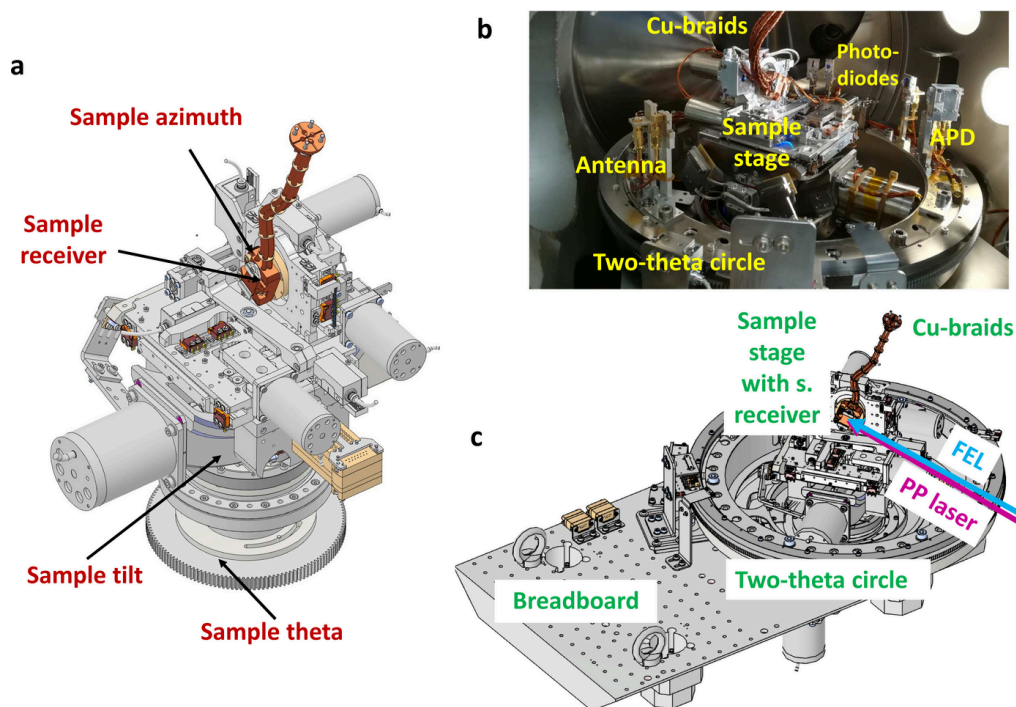 a
Sample azimuth
Sample
receiver
Sample tilt
Sample theta
b
Cu-braids
Photo-
diodes
Sample
stage
APD
Antenna
Two-theta circle
c
Sample
stage
with s.
receiver
Cu-braids
FEL
PP laser
Two-theta circle
Breadboard